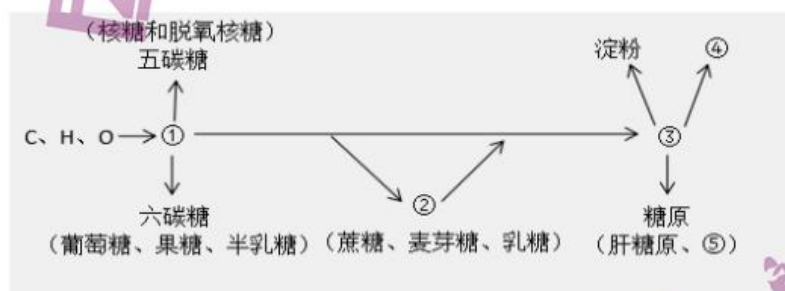 （核糖和脱氧核糖）
五碳糖
淀粉 ④
C、H、O ① ③
②
六碳糖 糖原
（葡萄糖、果糖、半乳糖）（蔗糖、麦芽糖、乳糖）（肝糖原、⑤）